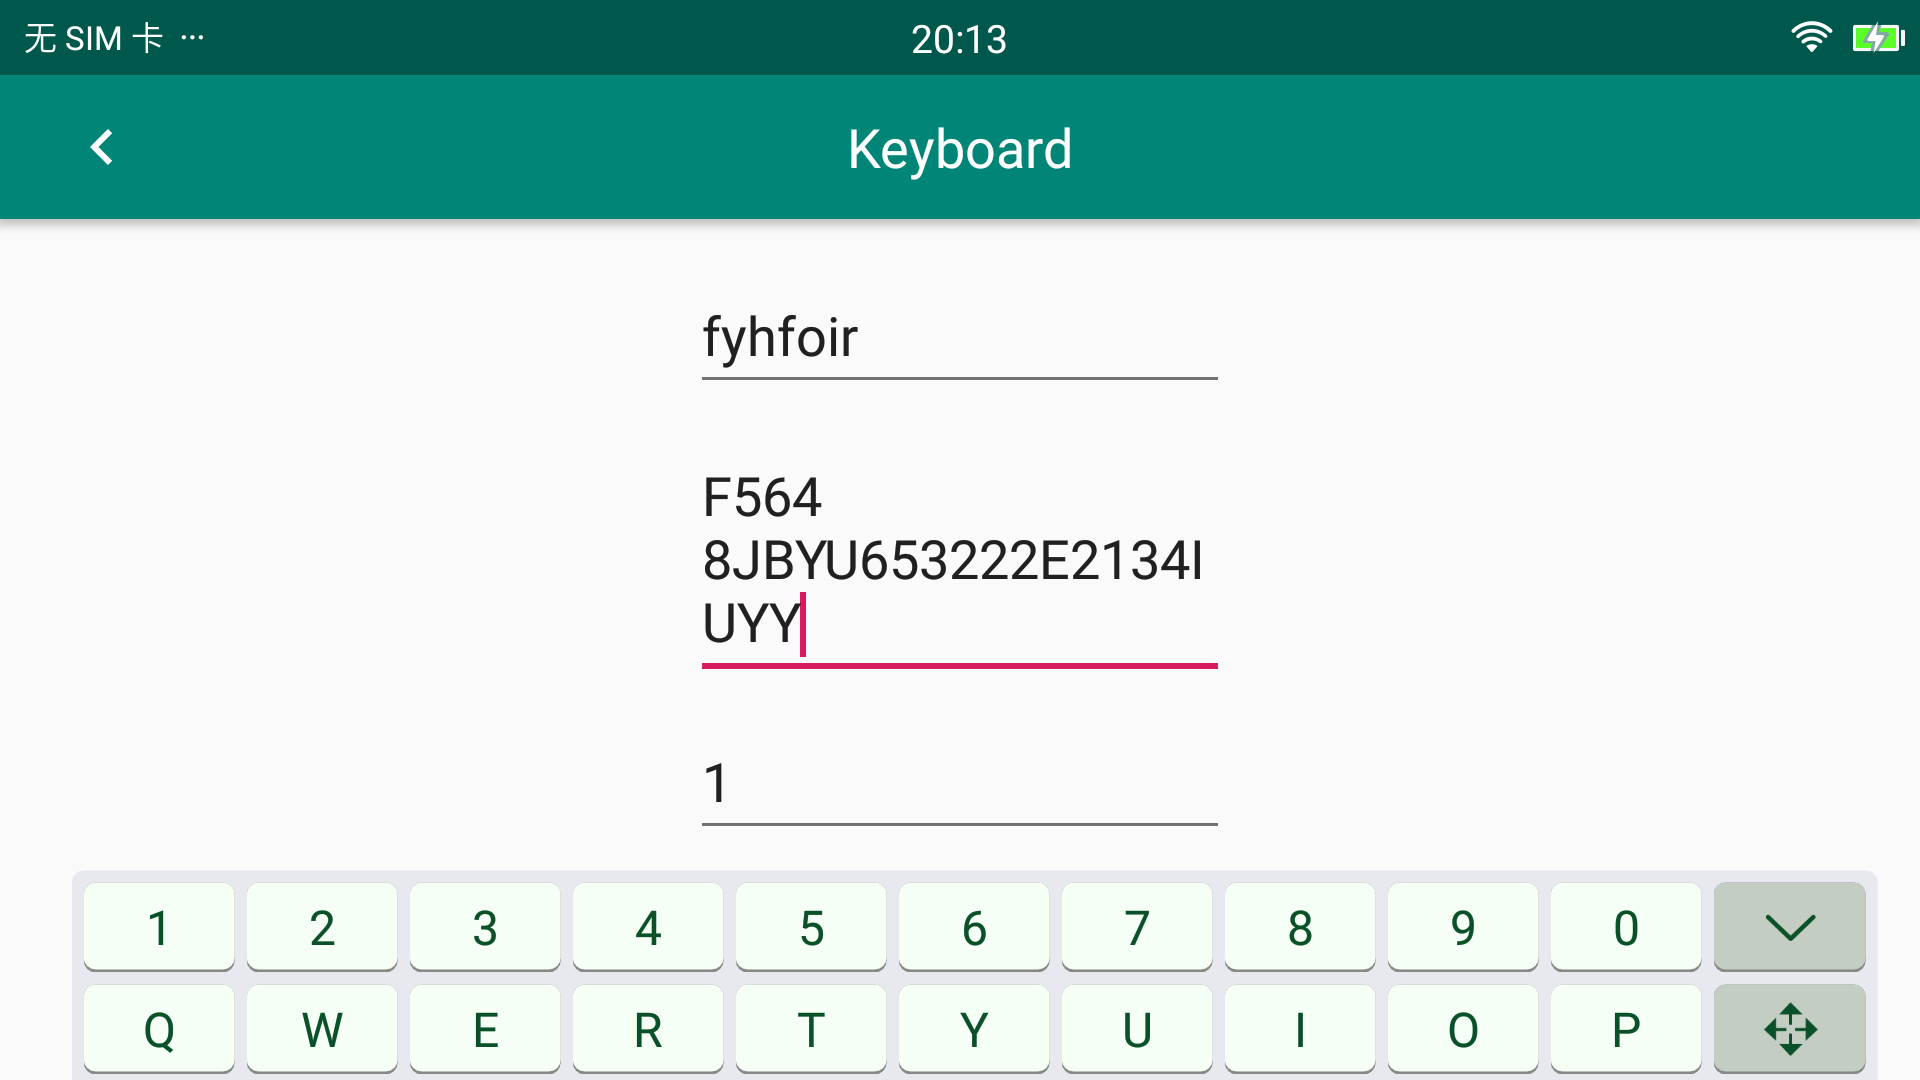 无 SIM 卡 ...
20:13
Keyboard
fyhfoir
F564
8JBYU653222E2134I
UYY
1
1 2 3 4 5 6 7 8 9 0
Q W E R T Y U I O P